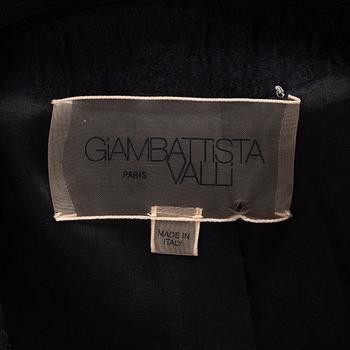 GiAMBATTiSTA
PARIS VALLi
MADE IN
ITALY